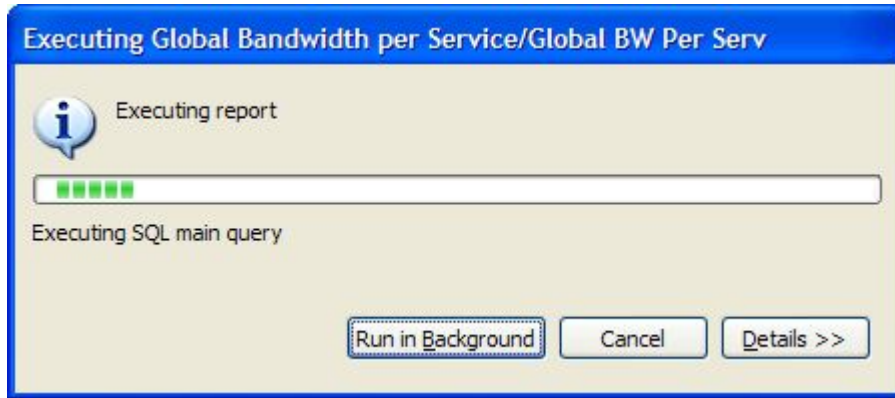 Executing Global Bandwidth per Service/Global BW Per Serv
Executing report
Executing SQL main query
Run in Background Cancel Details >>